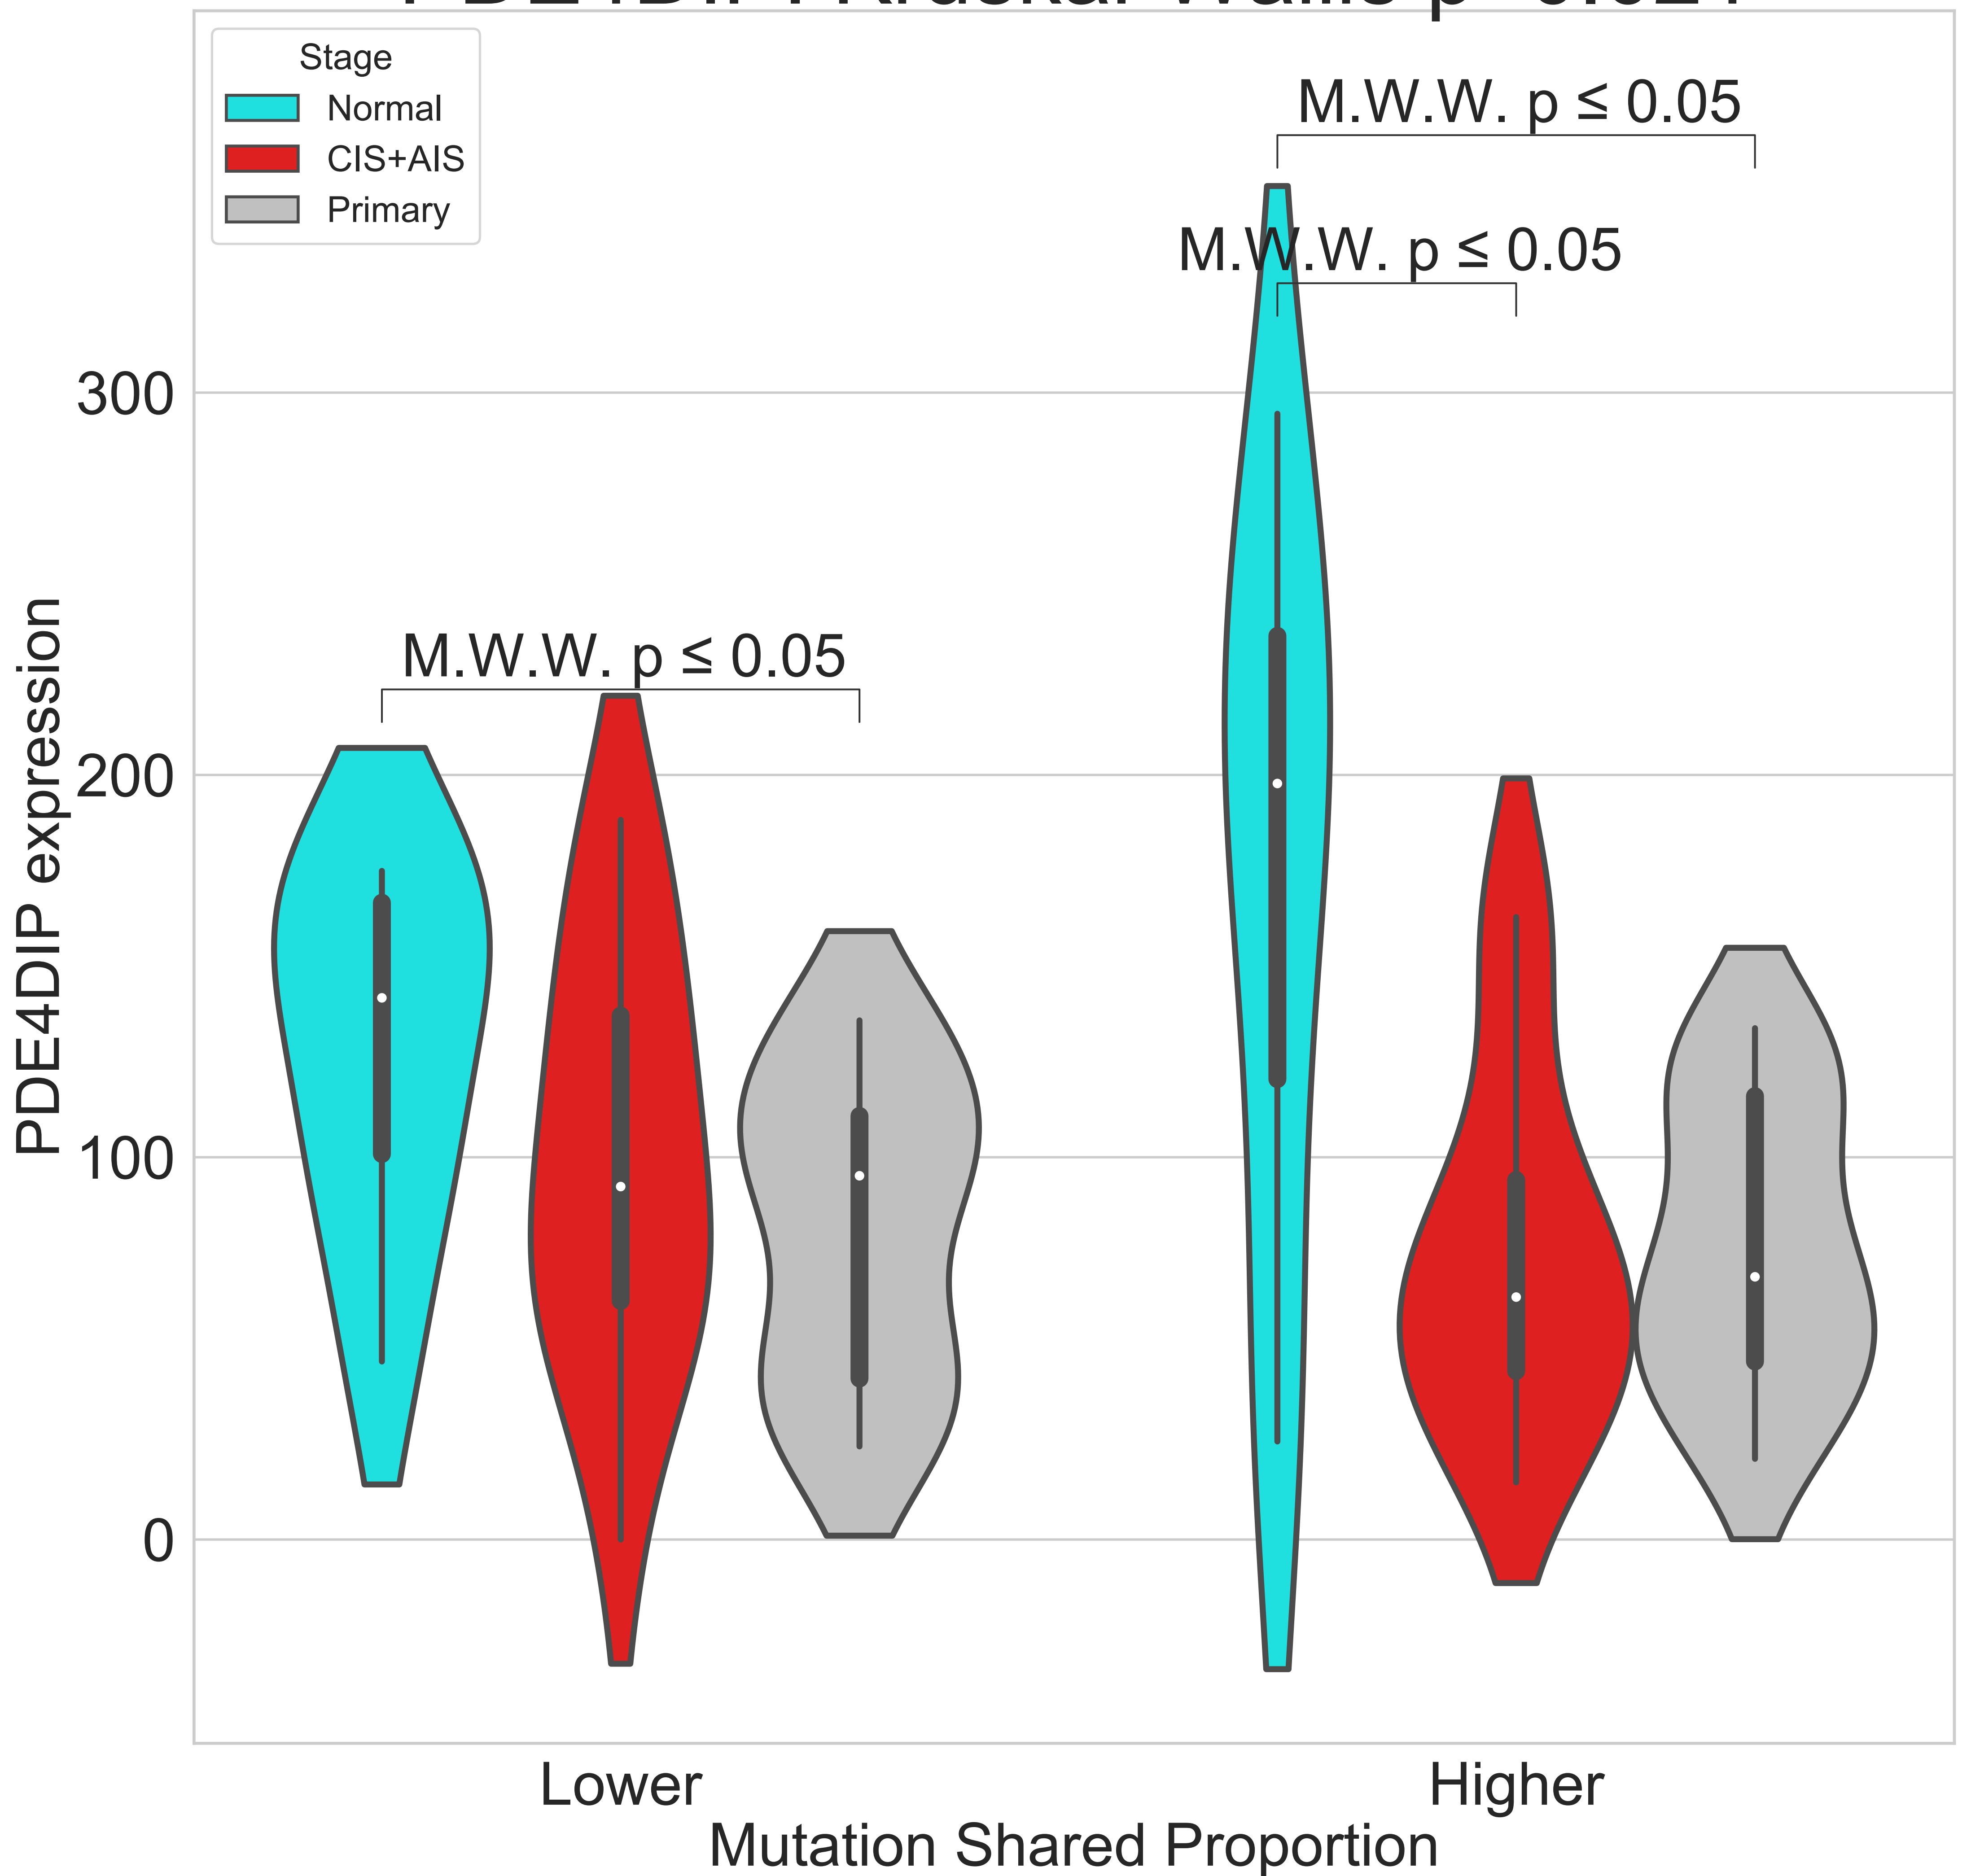 Stage
Normal
CIS+AIS
Primary
M.W.W. p ≤ 0.05
M.W.W. p ≤ 0.05
M.W.W. p ≤ 0.05
300
200
100
0
PDE4DIP expression
Lower
Higher
Mutation Shared Proportion